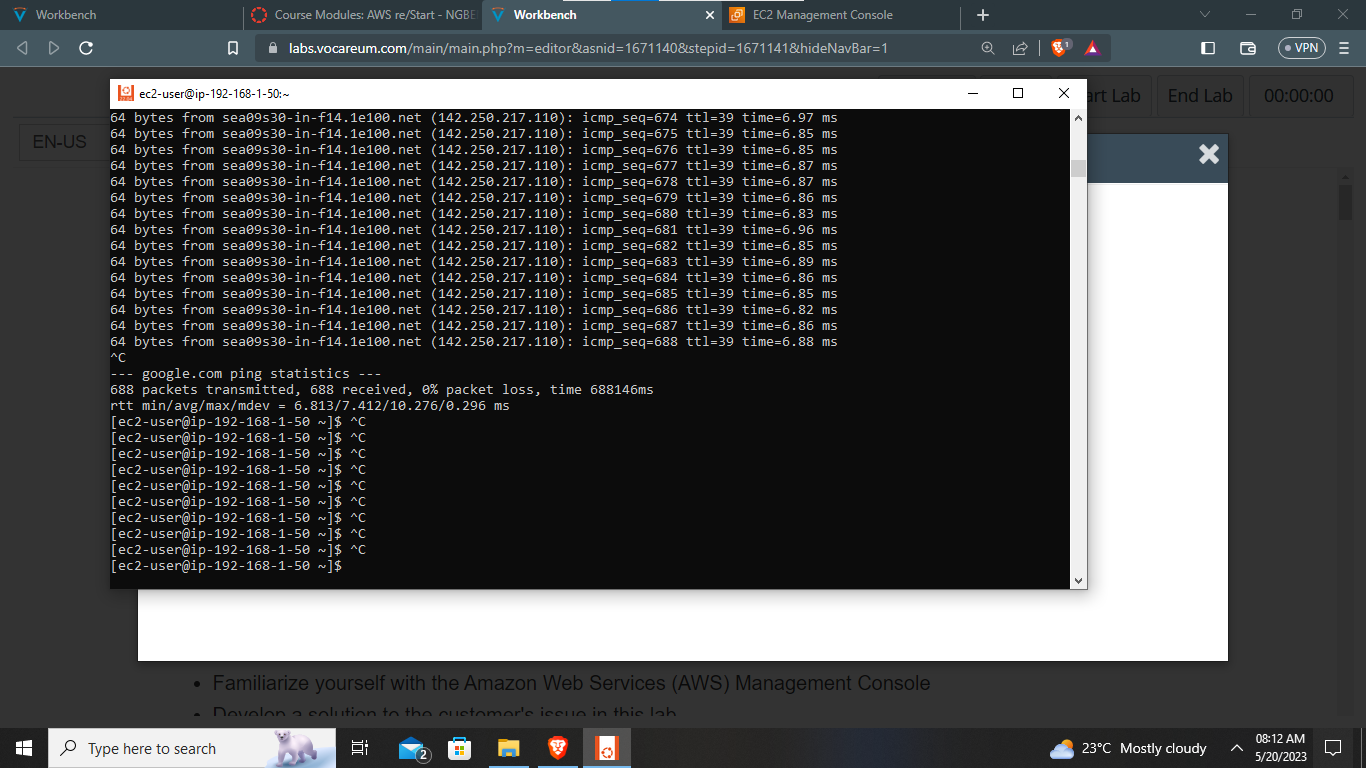 Workbench
Course Modules: AWS re/Start - NGBE
Workbench
EC2 Management Console
labs.vocareum.com/main/main.php?m=editor&asnid=1671140&stepid=1671141&hideNavBar=1
1
VPN
art Lab
End Lab
00:00:00
EN-US
ec2-user@ip-192-168-1-50:~
64 bytes from sea09s30-in-f14.1e100.net (142.250.217.110): icmp_seq=674 ttl=39 time=6.97 ms
64 bytes from sea09s30-in-f14.1e100.net (142.250.217.110): icmp_seq=675 ttl=39 time=6.85 ms
64 bytes from sea09s30-in-f14.1e100.net (142.250.217.110): icmp_seq=676 ttl=39 time=6.85 ms
64 bytes from sea09s30-in-f14.1e100.net (142.250.217.110): icmp_seq=677 ttl=39 time=6.87 ms
64 bytes from sea09s30-in-f14.1e100.net (142.250.217.110): icmp_seq=678 ttl=39 time=6.87 ms
64 bytes from sea09s30-in-f14.1e100.net (142.250.217.110): icmp_seq=679 ttl=39 time=6.86 ms
64 bytes from sea09s30-in-f14.1e100.net (142.250.217.110): icmp_seq=680 ttl=39 time=6.83 ms
64 bytes from sea09s30-in-f14.1e100.net (142.250.217.110): icmp_seq=681 ttl=39 time=6.96 ms
64 bytes from sea09s30-in-f14.1e100.net (142.250.217.110): icmp_seq=682 ttl=39 time=6.85 ms
64 bytes from sea09s30-in-f14.1e100.net (142.250.217.110): icmp_seq=683 ttl=39 time=6.89 ms
64 bytes from sea09s30-in-f14.1e100.net (142.250.217.110): icmp_seq=684 ttl=39 time=6.86 ms
64 bytes from sea09s30-in-f14.1e100.net (142.250.217.110): icmp_seq=685 ttl=39 time=6.85 ms
64 bytes from sea09s30-in-f14.1e100.net (142.250.217.110): icmp_seq=686 ttl=39 time=6.82 ms
64 bytes from sea09s30-in-f14.1e100.net (142.250.217.110): icmp_seq=687 ttl=39 time=6.86 ms
64 bytes from sea09s30-in-f14.1e100.net (142.250.217.110): icmp_seq=688 ttl=39 time=6.88 ms
^C
--- google.com ping statistics ---
688 packets transmitted, 688 received, 0% packet loss, time 688146ms
rtt min/avg/max/mdev = 6.813/7.412/10.276/0.296 ms
[ec2-user@ip-192-168-1-50 ~]$ ^C
[ec2-user@ip-192-168-1-50 ~]$ ^C
[ec2-user@ip-192-168-1-50 ~]$ ^C
[ec2-user@ip-192-168-1-50 ~]$ ^C
[ec2-user@ip-192-168-1-50 ~]$ ^C
[ec2-user@ip-192-168-1-50 ~]$ ^C
[ec2-user@ip-192-168-1-50 ~]$ ^C
[ec2-user@ip-192-168-1-50 ~]$ ^C
[ec2-user@ip-192-168-1-50 ~]$ ^C
[ec2-user@ip-192-168-1-50 ~]$
• Familiarize yourself with the Amazon Web Services (AWS) Management Console
• Develop a solution to the customer's issue in this lab
Type here to search
2
23°C Mostly cloudy
08:12 AM
5/20/2023